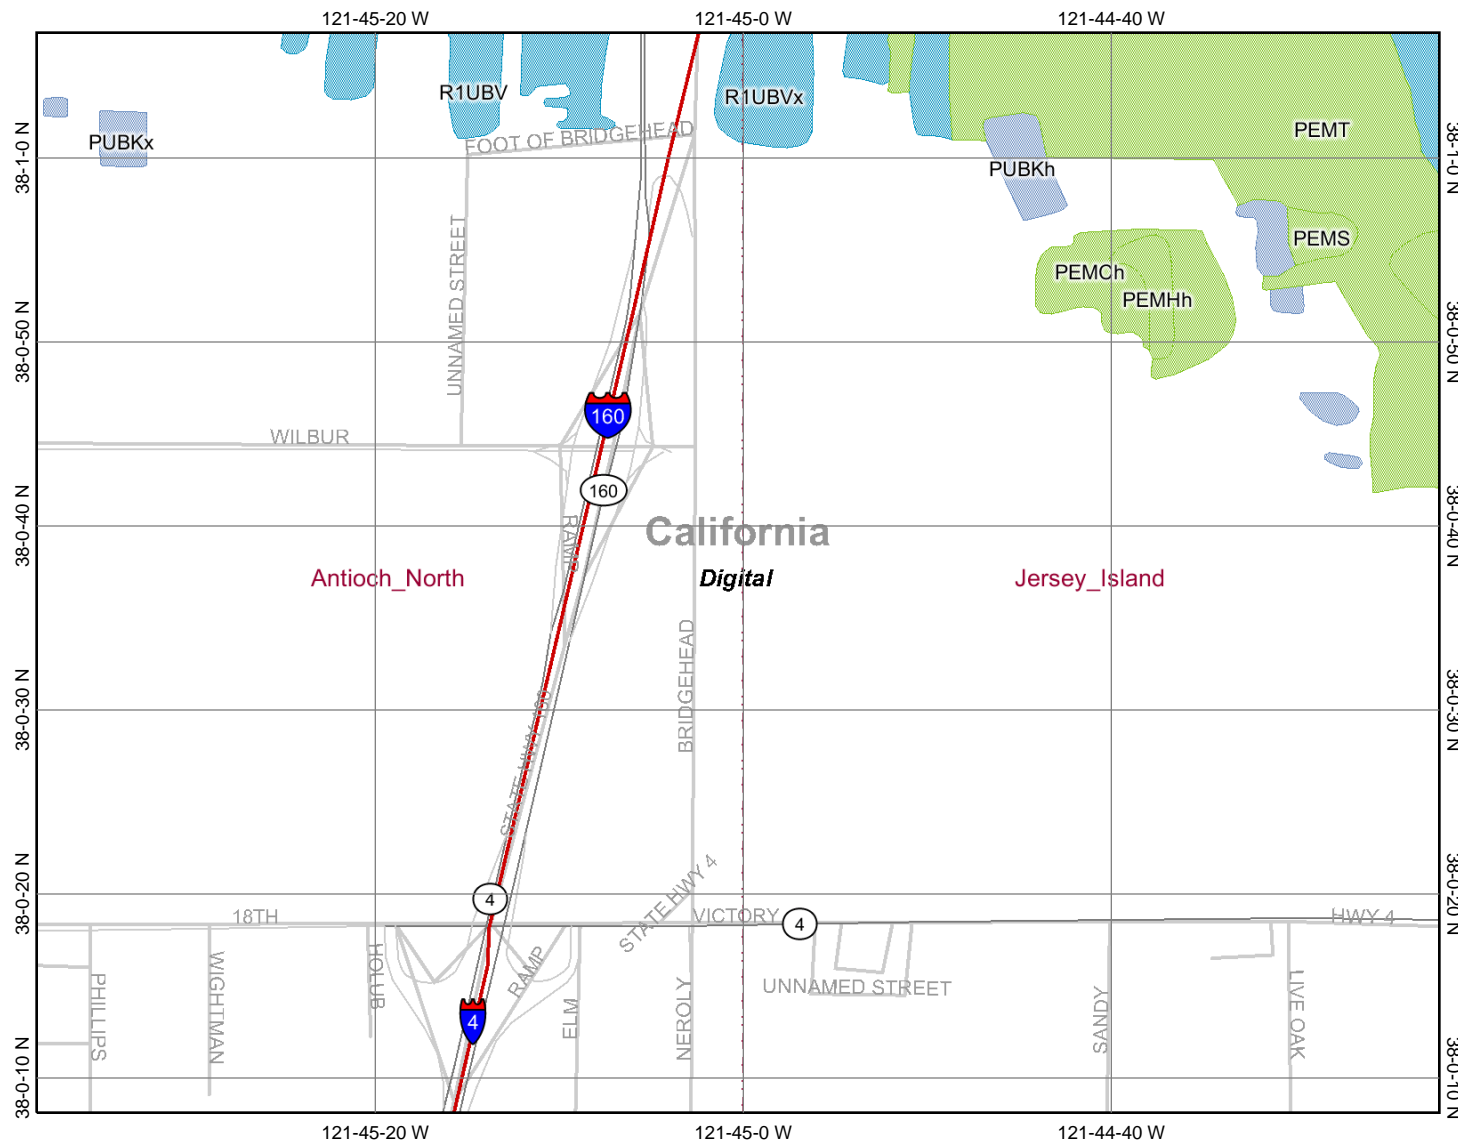 121-45-20 W
121-45-0 W
121-44-40 W
38-1-0 N
38-1-0 N
R1UBV
R1UBVx
PUBKx
PEMT
FOOT OF BRIDGEHEAD
PUBKh
UNNAMED STREET
PEMS
PEMCh
PEMHh
38-0-50 N
38-0-50 N
160
WILBUR
160
38-0-40 N
38-0-40 N
RAMP
California
Antioch_North
Digital
Jersey_Island
BRIDGEHEAD
38-0-30 N
38-0-30 N
STATE HWY 160
38-0-20 N
38-0-20 N
4
STATE HWY 4
18TH
VICTORY
4
HWY 4
HOLUB
RAMP
PHILLIPS
WIGHTMAN
ELM
NEROLY
UNNAMED STREET
SANDY
LIVE OAK
4
38-0-10 N
38-0-10 N
121-45-20 W
121-45-0 W
121-44-40 W